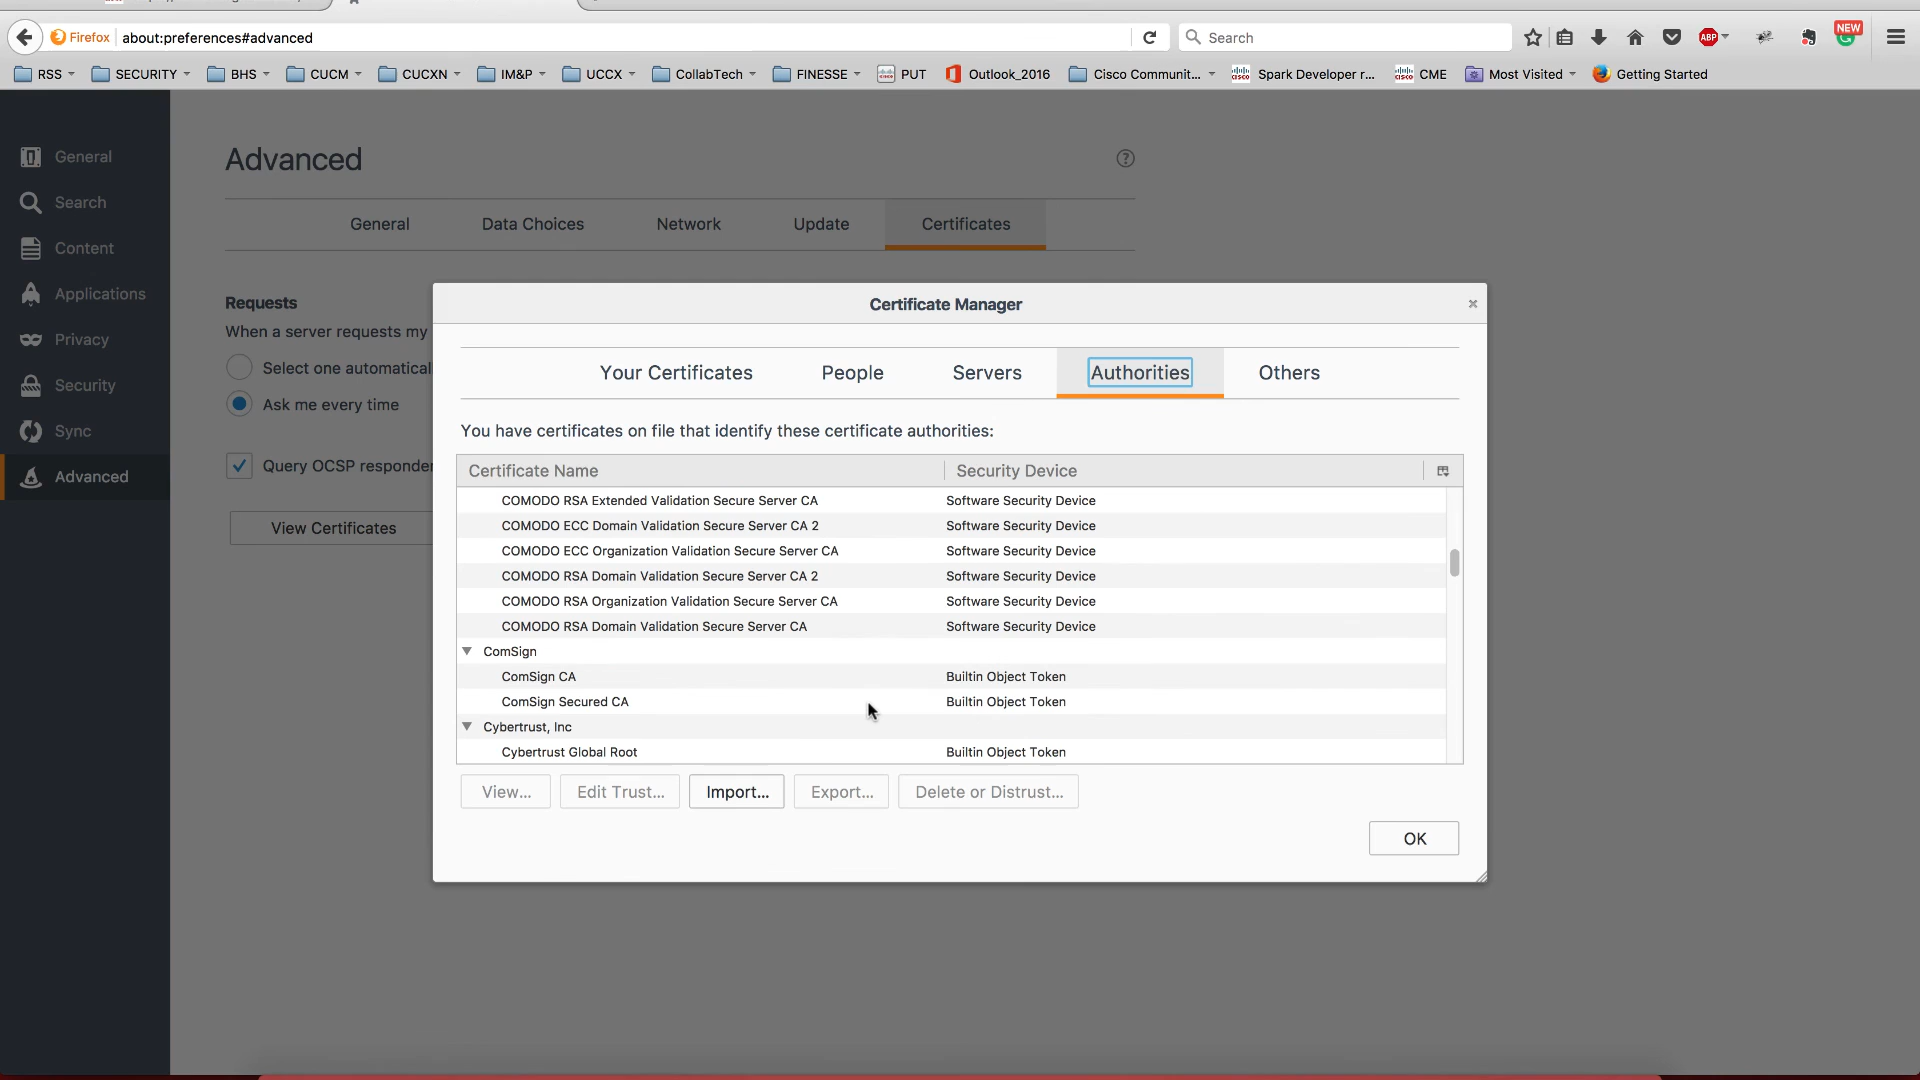 NEW
Firefox about:preferences#advanced Search ABP
RSS SECURITY BHS CUCM CUCXN IM&P UCCX CollabTech FINESSE PUT Outlook_2016 Cisco Communit... Spark Developer r... CME Most Visited Getting Started
General
Search
Content
Applications
Privacy
Security
Sync
Advanced
Advanced ?
General Data Choices Network Update Certificates
Requests
When a server requests my
Select one automatical
Ask me every time
Query OCSP responder
View Certificates
Certificate Manager
Your Certificates People Servers Authorities Others
You have certificates on file that identify these certificate authorities:
Certificate Name Security Device
COMODO RSA Extended Validation Secure Server CA Software Security Device
COMODO ECC Domain Validation Secure Server CA 2 Software Security Device
COMODO ECC Organization Validation Secure Server CA Software Security Device
COMODO RSA Domain Validation Secure Server CA 2 Software Security Device
COMODO RSA Organization Validation Secure Server CA Software Security Device
COMODO RSA Domain Validation Secure Server CA Software Security Device
ComSign
ComSign CA Builtin Object Token
ComSign Secured CA Builtin Object Token
Cybertrust, Inc
Cybertrust Global Root Builtin Object Token
View... Edit Trust... Import... Export... Delete or Distrust...
OK